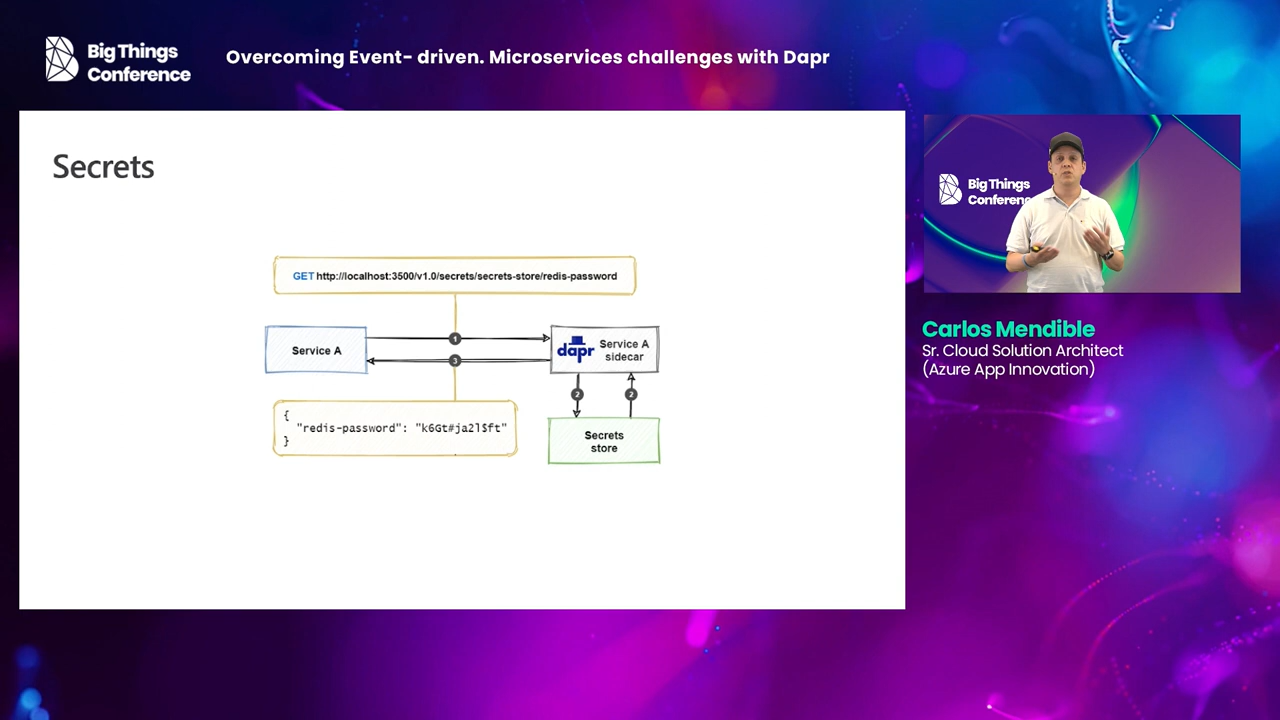 Big Things
Conference
Overcoming Event- driven. Microservices challenges with Dapr
Secrets
GET http://localhost:3500/v1.0/secrets/secrets-store/redis-password
Service A
1
3
dapr
Service A
sidecar
2
2
{
"redis-password": "k6Gt#ja2l$ft"
}
Secrets
store
Big Things
Conference
Carlos Mendible
Sr. Cloud Solution Architect
(Azure App Innovation)